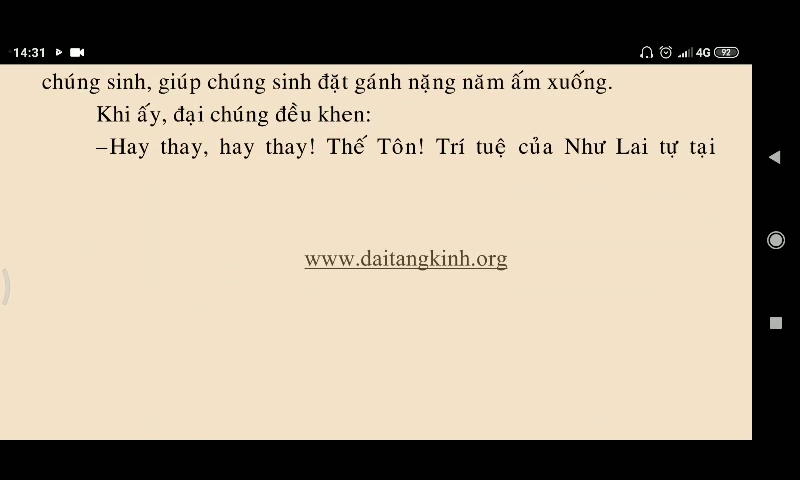 14:31 4G 92
chúng sinh, giúp chúng sinh đặt gánh nặng năm ấm xuống.
Khi ấy, đại chúng đều khen:
–Hay thay, hay thay! Thế Tôn! Trí tuệ của Như Lai tự tại
www.daitangkinh.org